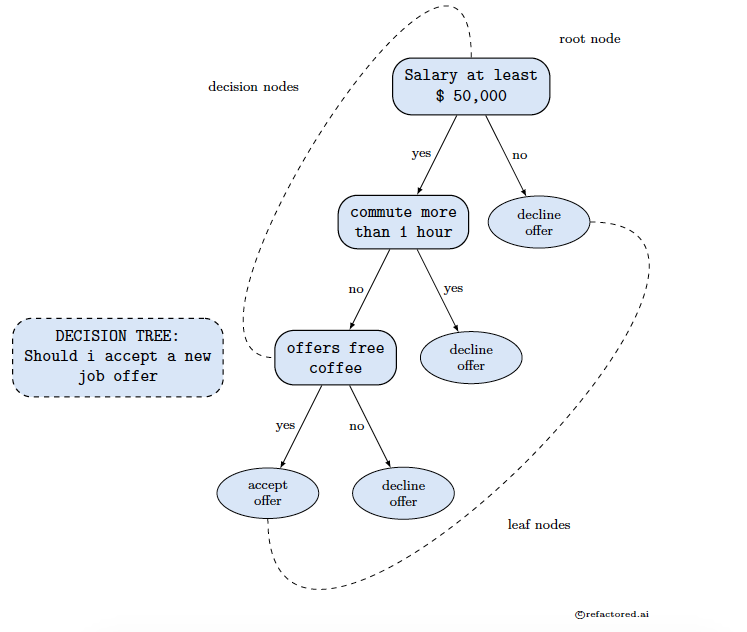 root node
Salary at least
$ 50,000
decision nodes
yes
no
commute more
than 1 hour
decline
offer
no
yes
DECISION TREE:
Should i accept a new
job offer
offers free
coffee
decline
offer
yes
no
accept
offer
decline
offer
leaf nodes
©refactored.ai